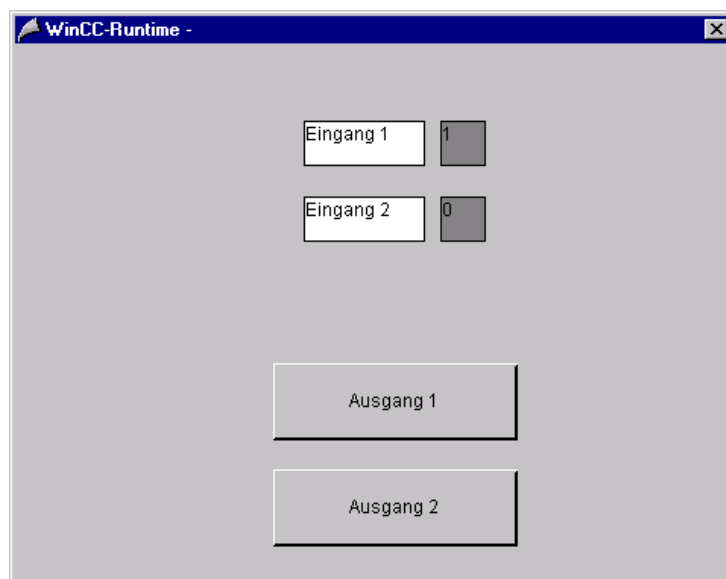 WinCC-Runtime -
Eingang 1 1
Eingang 2 0
Ausgang 1
Ausgang 2